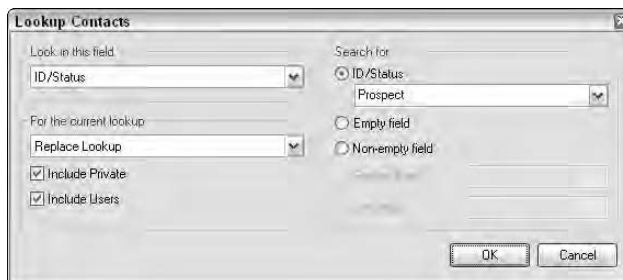 Lookup Contacts
Look in this field
ID/Status
For the current lookup
Replace Lookup
Include Private
Include Users
Search for
ID/Status
Prospect
Empty field
Non-empty field
OK
Cancel